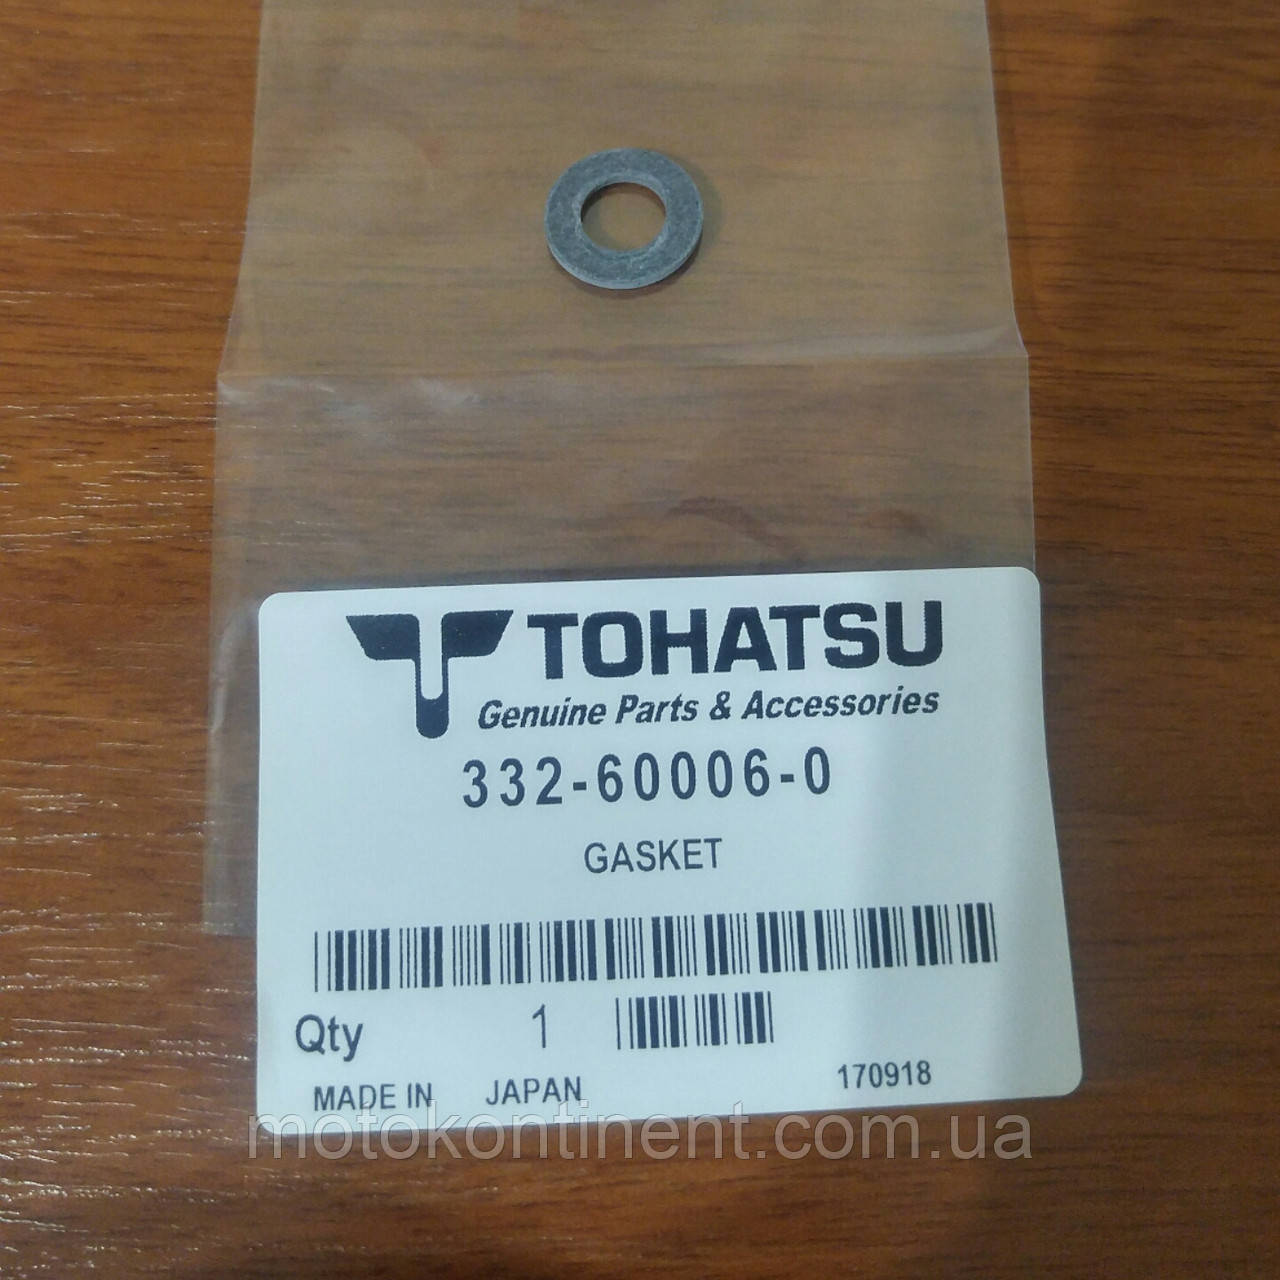 TOHATSU
Genuine Parts & Accessories
332-60006-0
GASKET
Qty 1
MADE IN JAPAN 170918
motokontinent.com.ua